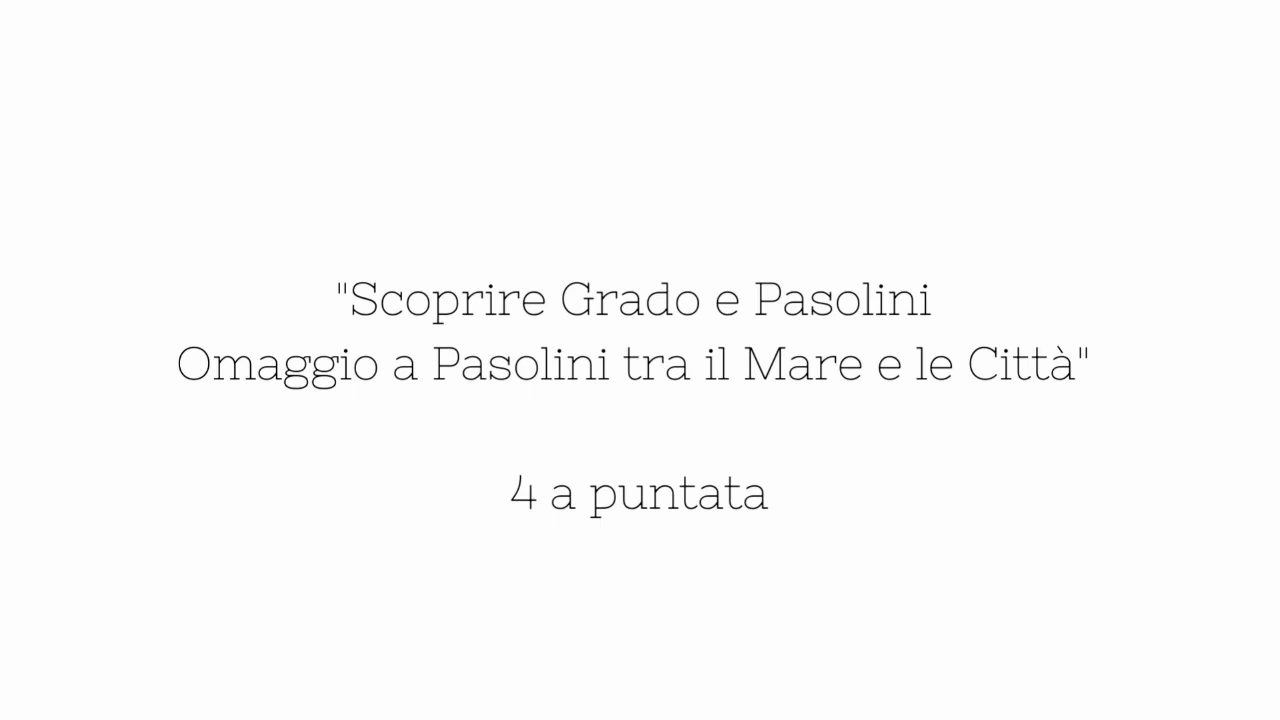 "Scoprire Grado e Pasolini
Omaggio a Pasolini tra il Mare e le Città"
4 a puntata